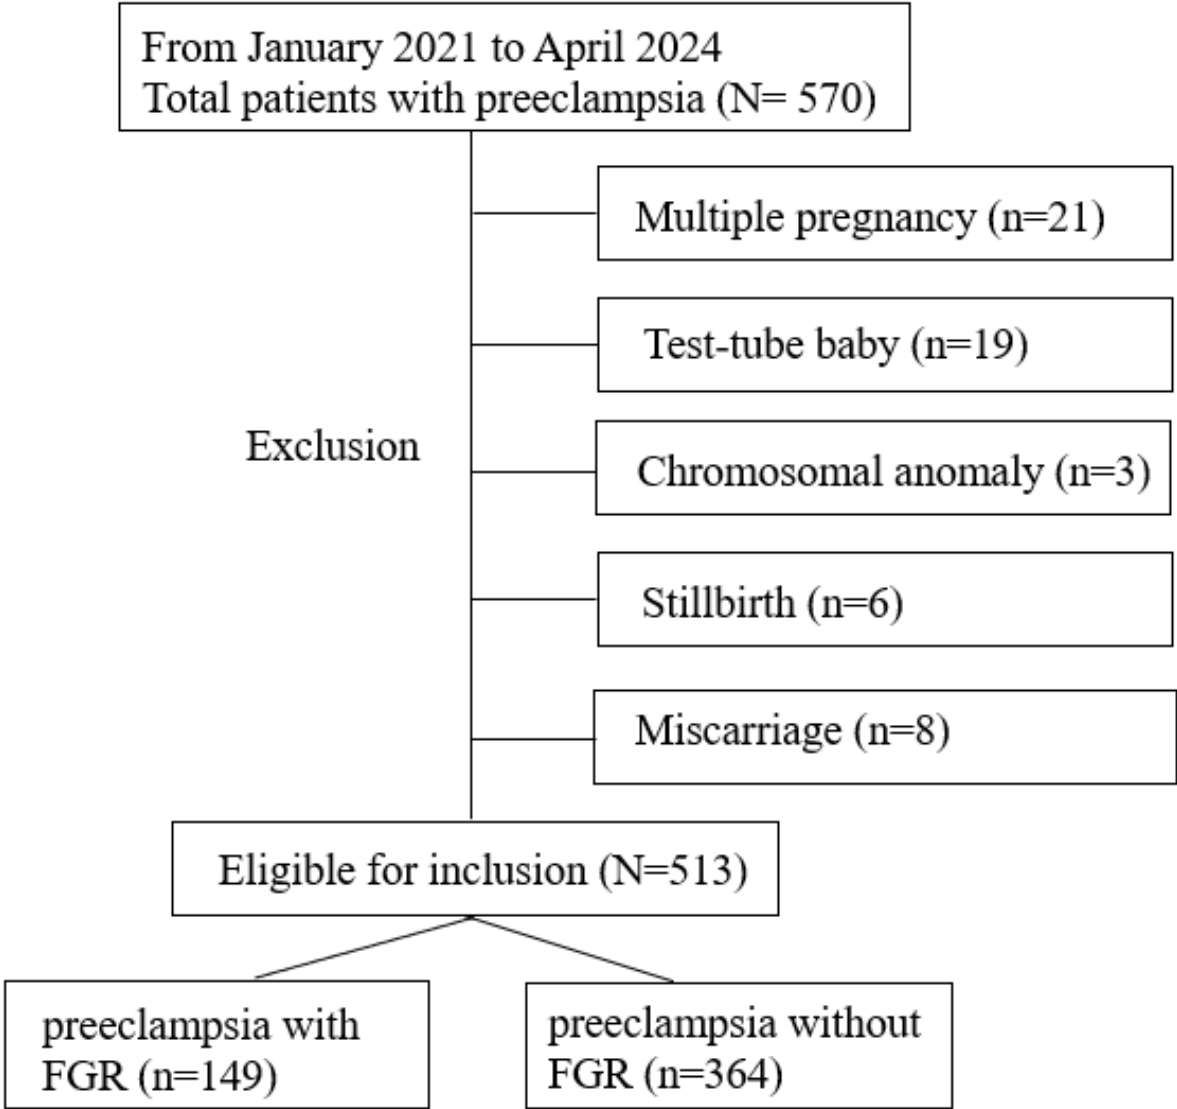 From January 2021 to April 2024
Total patients with preeclampsia (N= 570)
Multiple pregnancy (n=21)
Test-tube baby (n=19)
Exclusion
Chromosomal anomaly (n=3)
Stillbirth (n=6)
Miscarriage (n=8)
Eligible for inclusion (N=513)
preeclampsia with
FGR (n=149)
preeclampsia without
FGR (n=364)